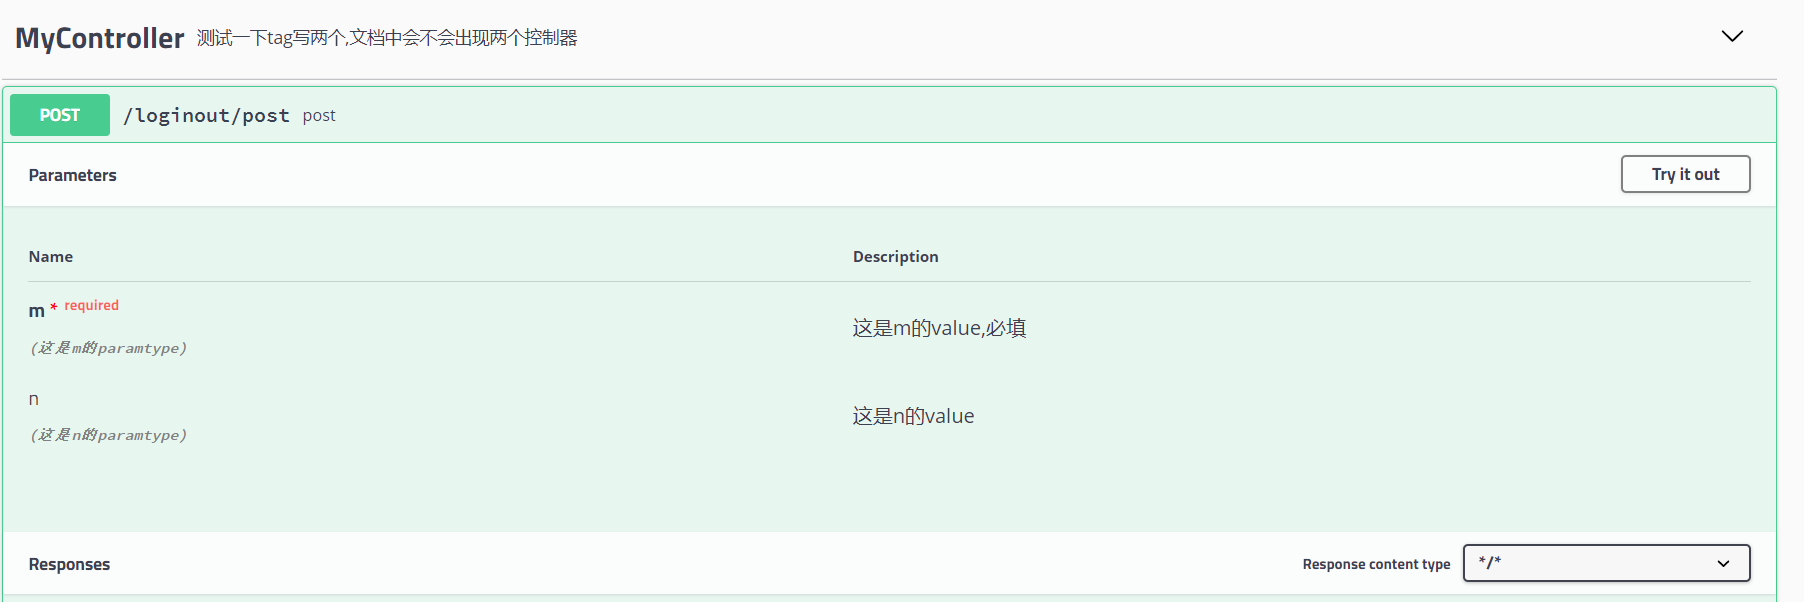 MyController 测试一下tag写两个,文档中会不会出现两个控制器
POST /loginout/post post
Parameters Try it out
Name Description
m * required
(这是m的paramtype) 这是m的value,必填
n
(这是n的paramtype) 这是n的value
Responses Response content type */*